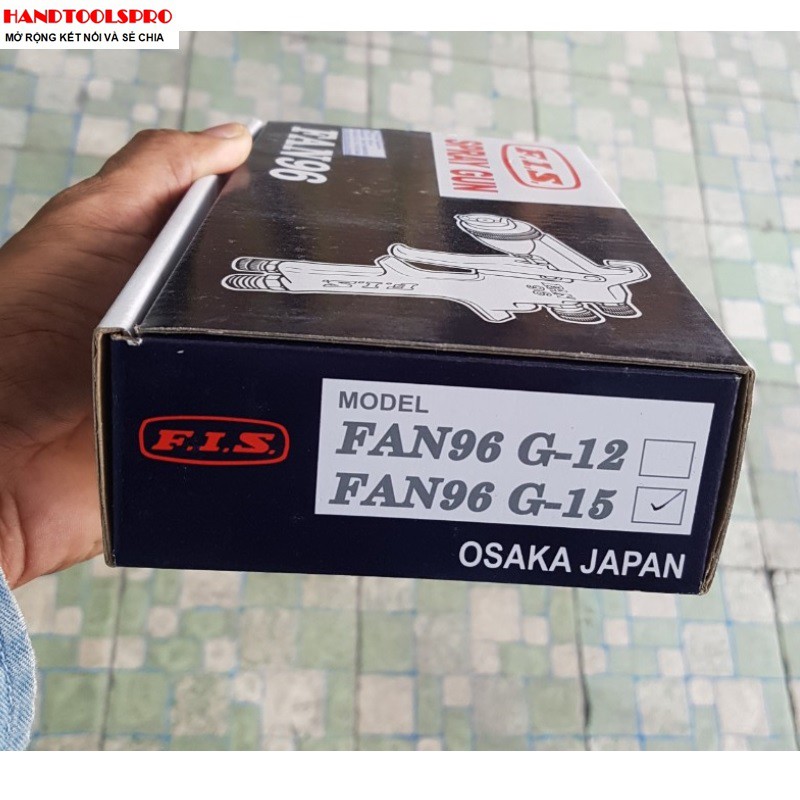 HANDTOOLSPRO
MỞ RỘNG KẾT NỐI VÀ SẺ CHIA
FAN96
F.I.S.
SPRAY GUN
F.I.S.
MODEL
FAN96 G-12
FAN96 G-15
OSAKA JAPAN